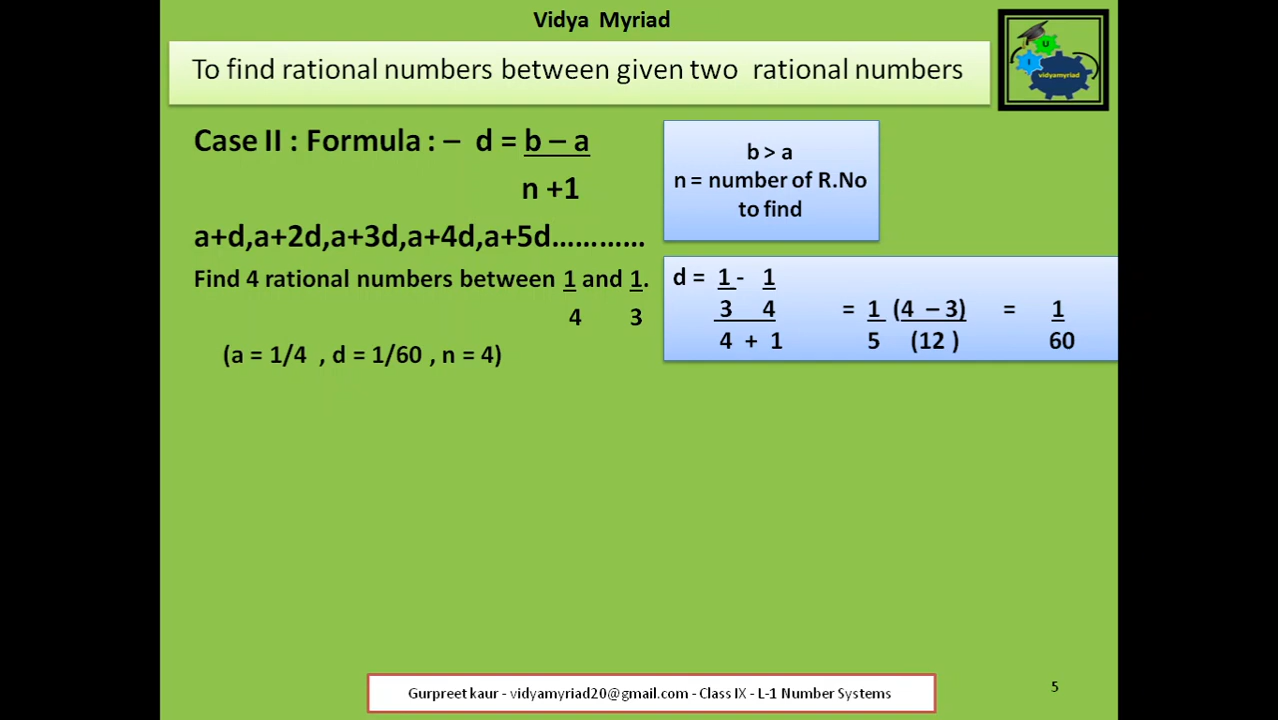 Vidya Myriad
U
I
vidyamyriad
To find rational numbers between given two rational numbers
Case II : Formula : – d = b – a
n +1
b > a
n = number of R.No
to find
a+d,a+2d,a+3d,a+4d,a+5d…………
Find 4 rational numbers between 1 and 1.
4 3
(a = 1/4 , d = 1/60 , n = 4)
d = 1 - 1
3 4 = 1 (4 – 3) = 1
4 + 1 5 (12 ) 60
Gurpreet kaur - vidyamyriad20@gmail.com - Class IX - L-1 Number Systems
5